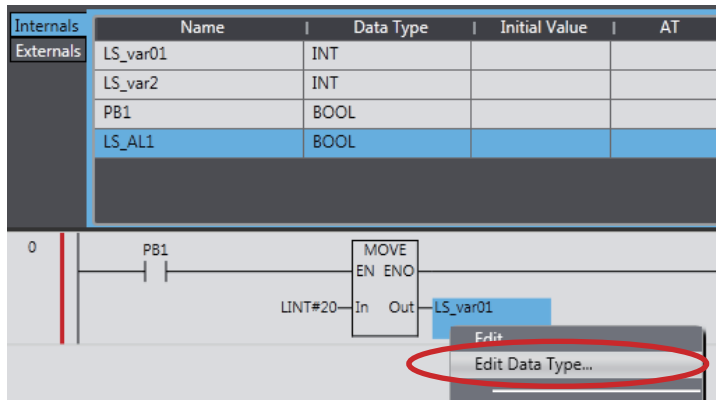 Internals Name Data Type Initial Value AT
Externals LS_var01 INT
LS_var2 INT
PB1 BOOL
LS_AL1 BOOL
0 PB1 MOVE
EN ENO
LINT#20 In Out LS_var01
Edit
Edit Data Type...